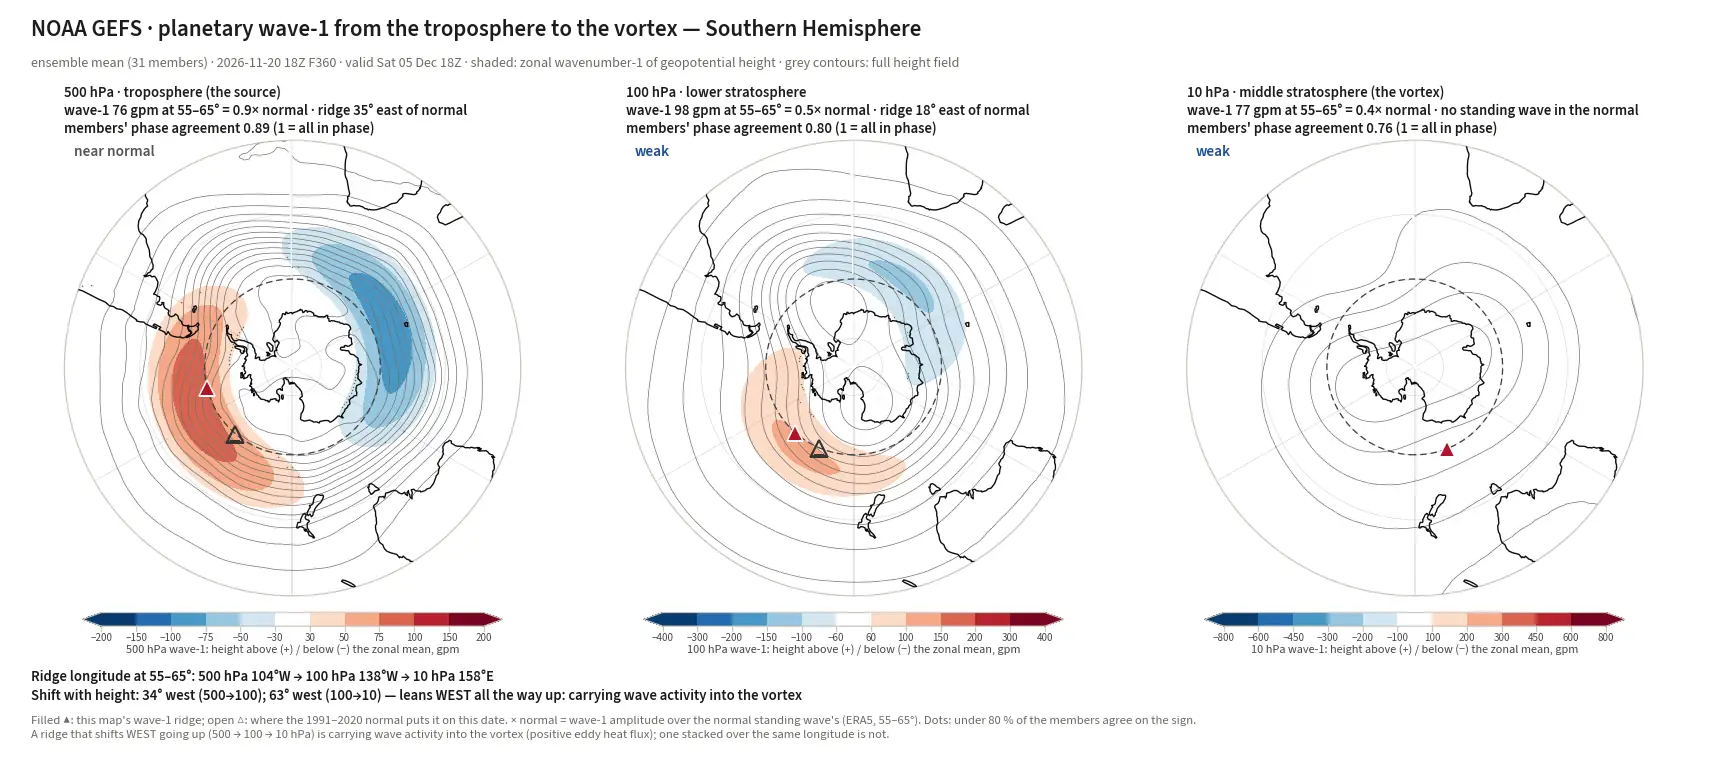 NOAA GEFS · planetary wave-1 from the troposphere to the vortex — Southern Hemisphere
ensemble mean (31 members) · 2026-11-20 18Z F360 · valid Sat 05 Dec 18Z · shaded: zonal wavenumber-1 of geopotential height · grey contours: full height field
500 hPa · troposphere (the source)
wave-1 76 gpm at 55–65° = 0.9× normal · ridge 35° east of normal
members' phase agreement 0.89 (1 = all in phase)
near normal
100 hPa · lower stratosphere
wave-1 98 gpm at 55–65° = 0.5× normal · ridge 18° east of normal
members' phase agreement 0.80 (1 = all in phase)
weak
10 hPa · middle stratosphere (the vortex)
wave-1 77 gpm at 55–65° = 0.4× normal · no standing wave in the normal
members' phase agreement 0.76 (1 = all in phase)
weak
−200 −150 −100 −75 −50 −30 30 50 75 100 150 200
500 hPa wave-1: height above (+) / below (−) the zonal mean, gpm
−400 −300 −200 −150 −100 −60 60 100 150 200 300 400
100 hPa wave-1: height above (+) / below (−) the zonal mean, gpm
−800 −600 −450 −300 −200 −100 100 200 300 450 600 800
10 hPa wave-1: height above (+) / below (−) the zonal mean, gpm
Ridge longitude at 55–65°: 500 hPa 104°W → 100 hPa 138°W → 10 hPa 158°E
Shift with height: 34° west (500→100); 63° west (100→10) — leans WEST all the way up: carrying wave activity into the vortex
Filled ▲: this map's wave-1 ridge; open △: where the 1991–2020 normal puts it on this date. × normal = wave-1 amplitude over the normal standing wave's (ERA5, 55–65°). Dots: under 80 % of the members agree on the sign.
A ridge that shifts WEST going up (500 → 100 → 10 hPa) is carrying wave activity into the vortex (positive eddy heat flux); one stacked over the same longitude is not.